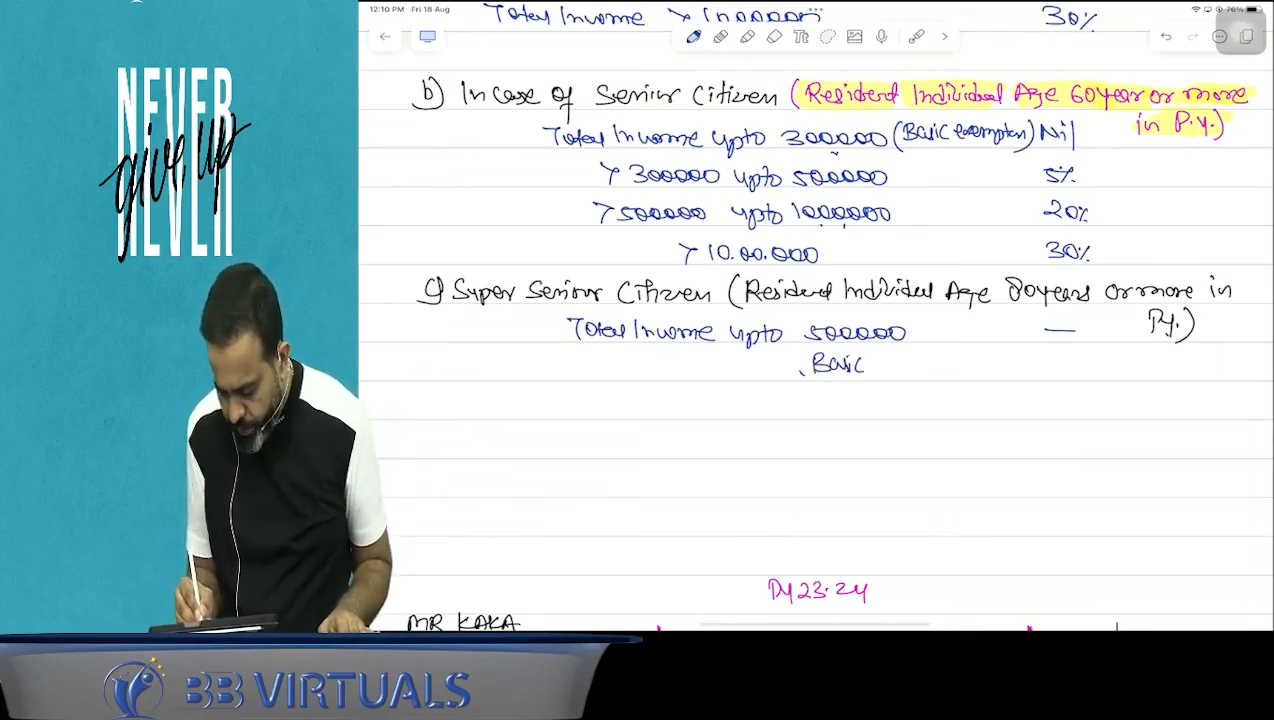 12:10 PM Fri 18 Aug
76%
Total Income > 1000000 30%
b) In case of Senior Citizen (Resident Individual Age 60 year or more in P.Y.)
Total Income upto 300000 (Basic exemption) Nil
> 300000 upto 500000 5%
> 500000 upto 1000000 20%
> 10.00.000 30%
c) Super Senior Citizen (Resident Individual Age 80 years or more in P.Y.)
Total Income upto 500000 —
Basic
PY 23.24
MR KAKA
NEVER
give up
NEVER
BB VIRTUALS